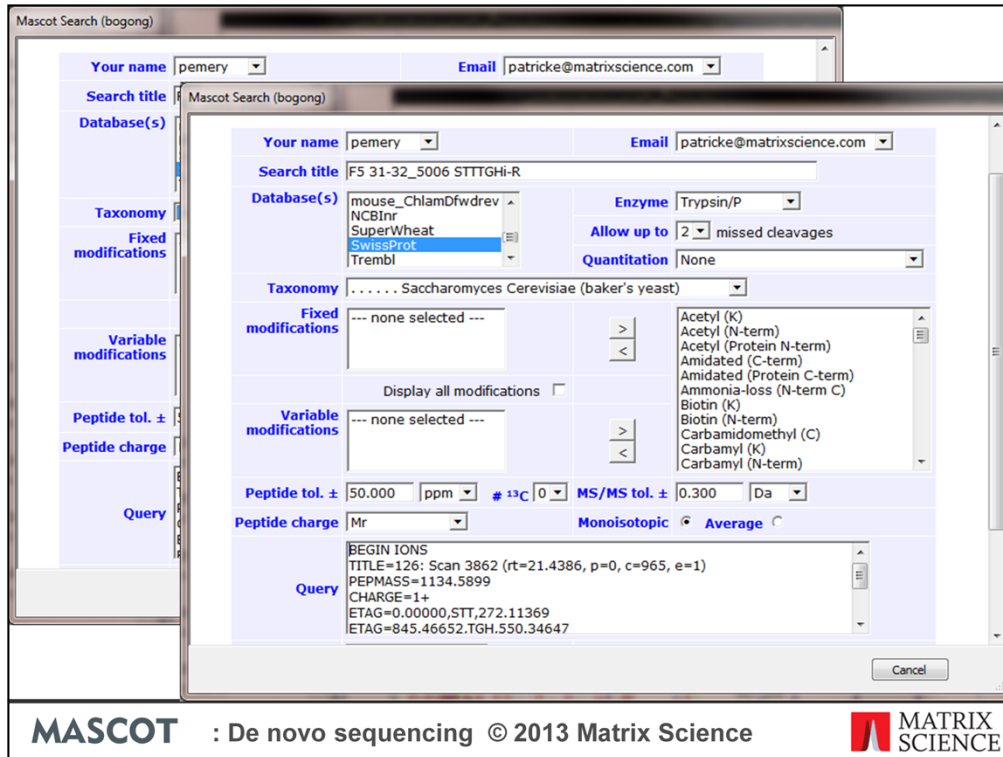 Mascot Search (bogong)
Your name pemery Email patricke@matrixscience.com
Search title F
Database(s)
Taxonomy
Fixed
modifications
Variable
modifications
Peptide tol. ± 5
Peptide charge
Query
Mascot Search (bogong)
Your name pemery Email patricke@matrixscience.com
Search title F5 31-32_5006 STTTGHi-R
Database(s) mouse_ChlamDfwdrev
NCBInr
SuperWheat
SwissProt
Trembl
Enzyme Trypsin/P
Allow up to 2 missed cleavages
Quantitation None
Taxonomy . . . . . . Saccharomyces Cerevisiae (baker's yeast)
Fixed
modifications
--- none selected ---
>
<
Display all modifications
Variable
modifications
--- none selected ---
>
<
Acetyl (K)
Acetyl (N-term)
Acetyl (Protein N-term)
Amidated (C-term)
Amidated (Protein C-term)
Ammonia-loss (N-term C)
Biotin (K)
Biotin (N-term)
Carbamidomethyl (C)
Carbamyl (K)
Carbamyl (N-term)
Peptide tol. ± 50.000 ppm # 13C 0 MS/MS tol. ± 0.300 Da
Peptide charge Mr Monoisotopic Average
Query
BEGIN IONS
TITLE=126: Scan 3862 (rt=21.4386, p=0, c=965, e=1)
PEPMASS=1134.5899
CHARGE=1+
ETAG=0.00000,STT,272.11369
ETAG=845.46652,TGH,550.34647
Cancel
MASCOT : De novo sequencing © 2013 Matrix Science
MATRIX
SCIENCE